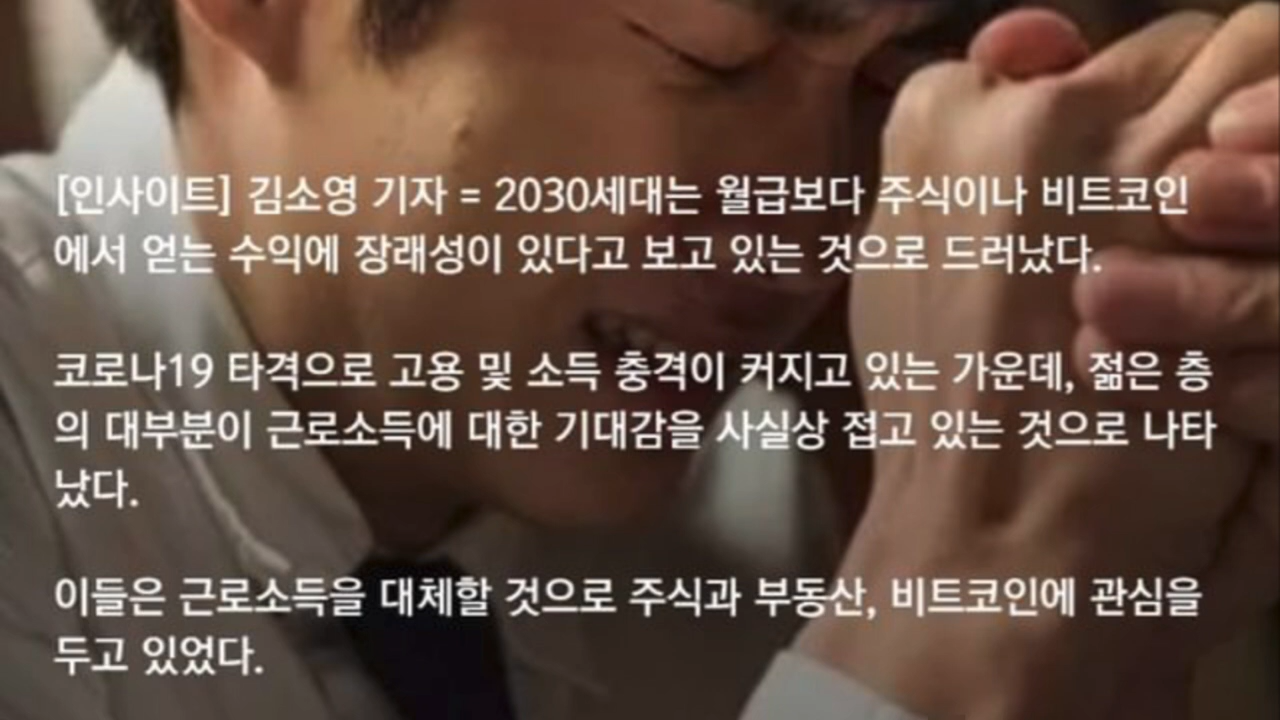 [인사이트] 김소영 기자 = 2030세대는 월급보다 주식이나 비트코인
에서 얻는 수익에 장래성이 있다고 보고 있는 것으로 드러났다.
코로나19 타격으로 고용 및 소득 충격이 커지고 있는 가운데, 젊은 층
의 대부분이 근로소득에 대한 기대감을 사실상 접고 있는 것으로 나타
났다.
이들은 근로소득을 대체할 것으로 주식과 부동산, 비트코인에 관심을
두고 있었다.